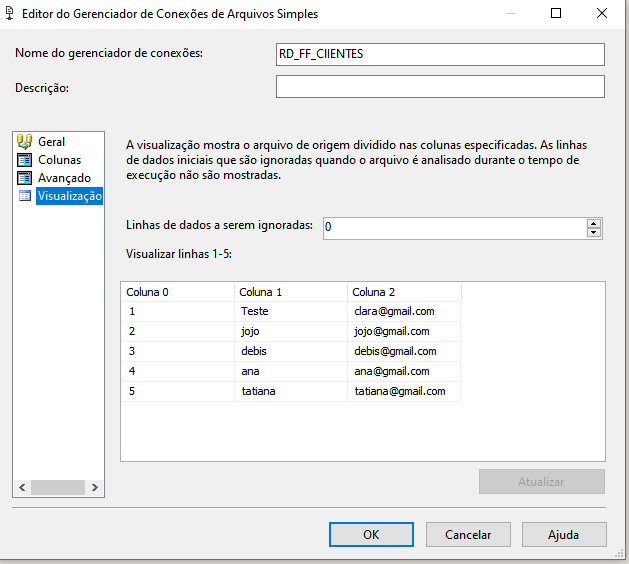 Editor do Gerenciador de Conexões de Arquivos Simples
Nome do gerenciador de conexões:
RD_FF_ClIENTES
Descrição:
Geral
Colunas
Avançado
Visualização
A visualização mostra o arquivo de origem dividido nas colunas especificadas. As linhas
de dados iniciais que são ignoradas quando o arquivo é analisado durante o tempo de
execução não são mostradas.
Linhas de dados a serem ignoradas:
0
Visualizar linhas 1-5:
Coluna 0 Coluna 1 Coluna 2
1 Teste clara@gmail.com
2 jojo jojo@gmail.com
3 debis debis@gmail.com
4 ana ana@gmail.com
5 tatiana tatiana@gmail.com
Atualizar
OK Cancelar Ajuda